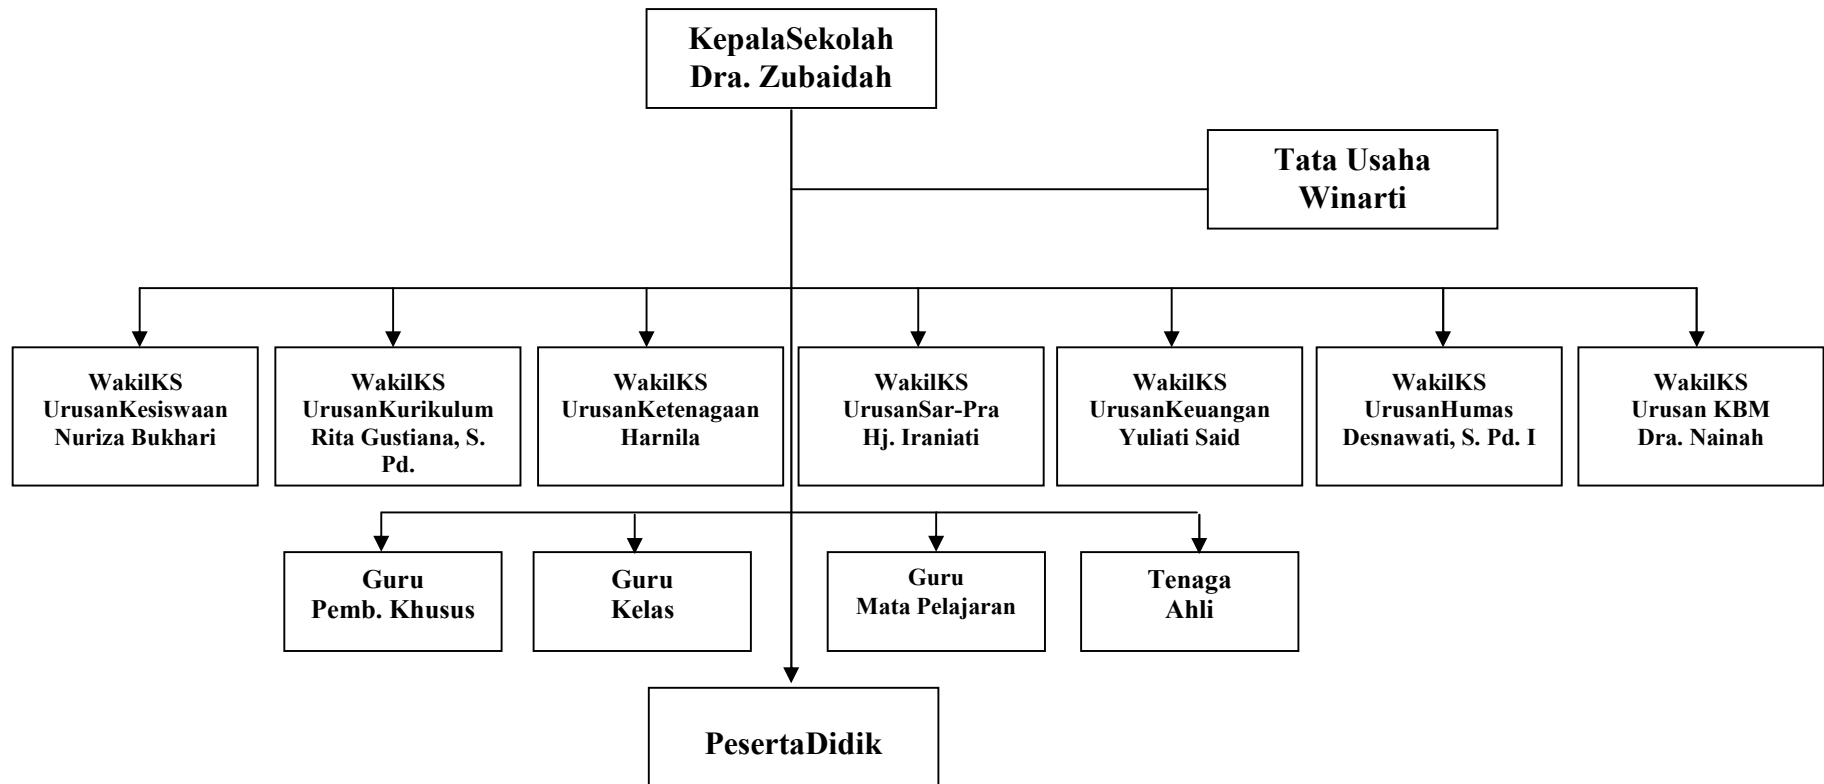 KepalaSekolah
Dra. Zubaidah
Tata Usaha
Winarti
WakilKS
UrusanKesiswaan
Nuriza Bukhari
WakilKS
UrusanKurikulum
Rita Gustiana, S.
Pd.
WakilKS
UrusanKetenagaan
Harnila
WakilKS
UrusanSar-Pra
Hj. Iraniati
WakilKS
UrusanKeuangan
Yuliati Said
WakilKS
UrusanHumas
Desnawati, S. Pd. I
WakilKS
Urusan KBM
Dra. Nainah
Guru
Pemb. Khusus
Guru
Kelas
Guru
Mata Pelajaran
Tenaga
Ahli
PesertaDidik